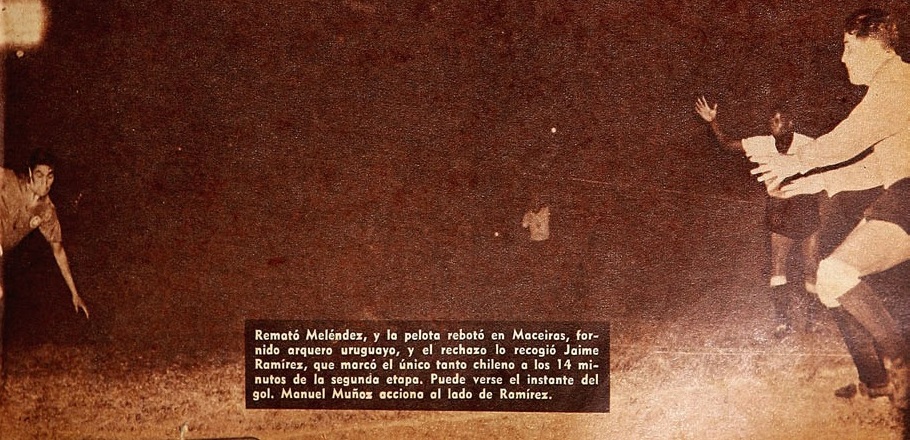 Remató Meléndez, y la pelota rebotó en Maceiras, for-
nido arquero uruguayo, y el rechazo lo recogió Jaime
Ramírez, que marcó el único tanto chileno a los 14 mi-
nutos de la segunda etapa. Puede verse el instante del
gol. Manuel Muñoz acciona al lado de Ramírez.